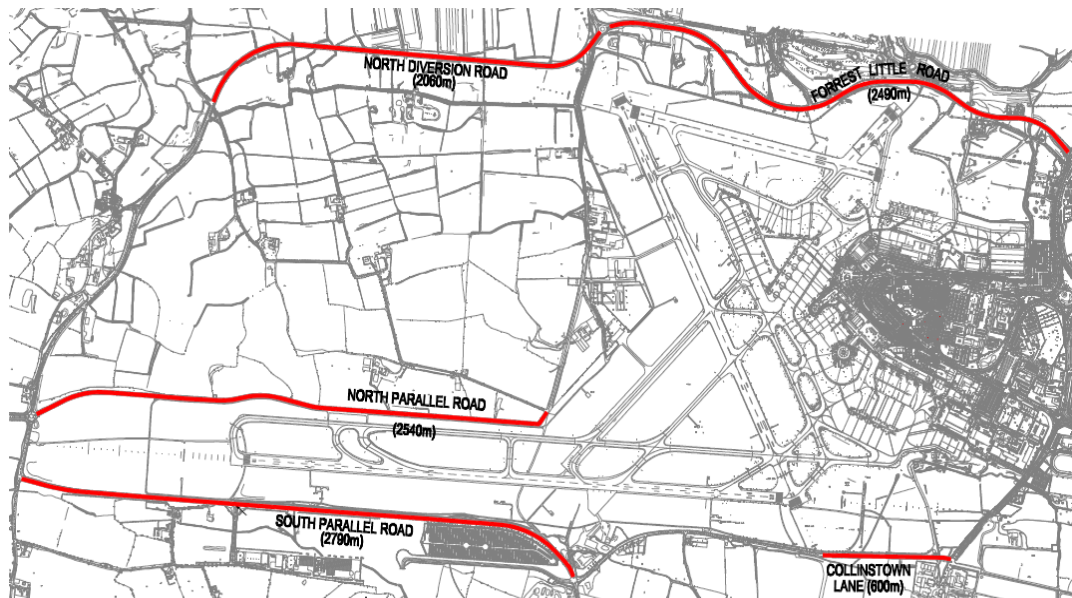 NORTH DIVERSION ROAD
(2060m)
FORREST LITTLE ROAD
(2490m)
NORTH PARALLEL ROAD
(2540m)
SOUTH PARALLEL ROAD
(2790m)
COLLINSTOWN
LANE (600m)